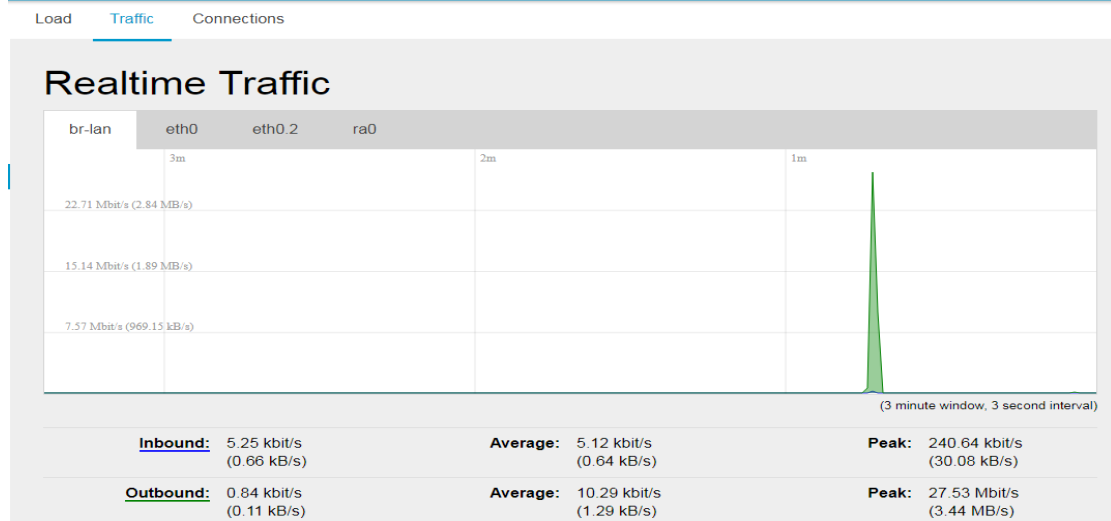 Load Traffic Connections
Realtime Traffic
br-lan eth0 eth0.2 ra0
3m 2m 1m
22.71 Mbit/s (2.84 MB/s)
15.14 Mbit/s (1.89 MB/s)
7.57 Mbit/s (969.15 kB/s)
(3 minute window, 3 second interval)
Inbound: 5.25 kbit/s Average: 5.12 kbit/s Peak: 240.64 kbit/s
(0.66 kB/s) (0.64 kB/s) (30.08 kB/s)
Outbound: 0.84 kbit/s Average: 10.29 kbit/s Peak: 27.53 Mbit/s
(0.11 kB/s) (1.29 kB/s) (3.44 MB/s)